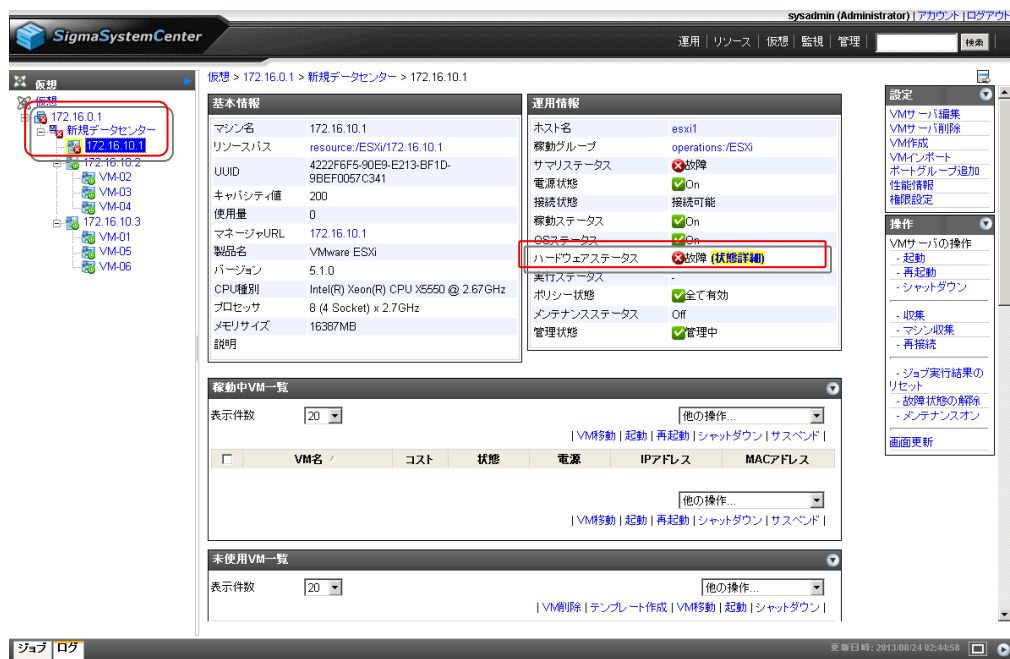 sysadmin (Administrator) | アカウント | ログアウト
SigmaSystemCenter
運用 | リソース | 仮想 | 監視 | 管理 |
検索
仮想
仮想
172.16.0.1
新規データセンター
172.16.10.1
172.16.10.2
VM-02
VM-03
VM-04
172.16.10.3
VM-01
VM-05
VM-06
仮想 > 172.16.0.1 > 新規データセンター > 172.16.10.1
基本情報
マシン名 172.16.10.1
リソースパス resource:/ESXi/172.16.10.1
UUID 4222F6F5-90E9-E213-BF1D-
9BEF0057C341
キャパシティ値 200
使用量 0
マネージャURL 172.16.10.1
製品名 VMware ESXi
バージョン 5.1.0
CPU種別 Intel(R) Xeon(R) CPU X5550 @ 2.67GHz
プロセッサ 8 (4 Socket) x 2.7GHz
メモリサイズ 16387MB
説明
運用情報
ホスト名 esxi1
稼動グループ operations:/ESXi
サマリステータス 故障
電源状態 On
接続状態 接続可能
稼動ステータス On
OSステータス On
ハードウェアステータス 故障 (状態詳細)
実行ステータス -
ポリシー状態 全て有効
メンテナンスステータス Off
管理状態 管理中
稼動中VM一覧
表示件数 20 他の操作...
| VM移動 | 起動 | 再起動 | シャットダウン | サスペンド |
VM名 コスト 状態 電源 IPアドレス MACアドレス
他の操作...
| VM移動 | 起動 | 再起動 | シャットダウン | サスペンド |
未使用VM一覧
表示件数 20 他の操作...
| VM削除 | テンプレート作成 | VM移動 | 起動 | シャットダウン |
設定
VMサーバ編集
VMサーバ削除
VM作成
VMインポート
ポートグループ追加
性能情報
権限設定
操作
VMサーバの操作
- 起動
- 再起動
- シャットダウン
- 収集
- マシン収集
- 再接続
- ジョブ実行結果の
リセット
- 故障状態の解除
- メンテナンスオン
画面更新
ジョブ ログ
更新日時: 2013/08/24 02:44:58